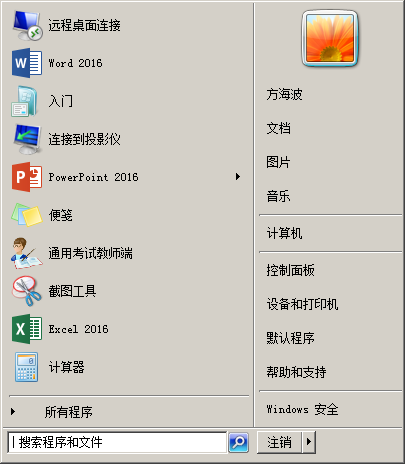 远程桌面连接
Word 2016
入门
连接到投影仪
PowerPoint 2016
便笺
通用考试教师端
截图工具
Excel 2016
计算器
所有程序
搜索程序和文件
方海波
文档
图片
音乐
计算机
控制面板
设备和打印机
默认程序
帮助和支持
Windows 安全
注销